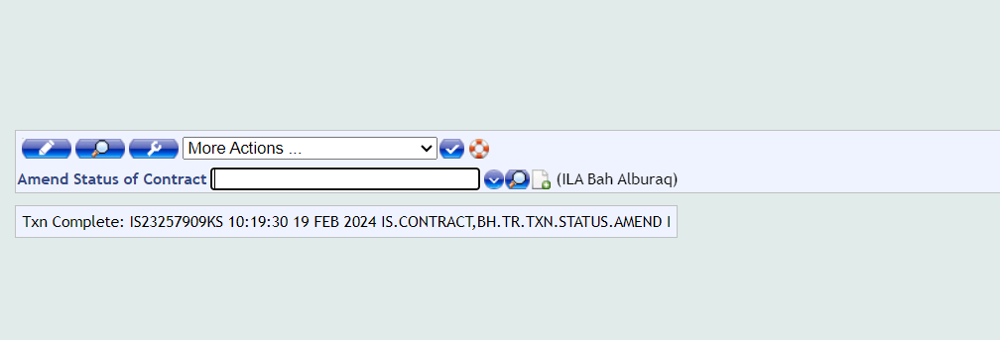 More Actions ...
Amend Status of Contract (ILA Bah Alburaq)
Txn Complete: IS23257909KS 10:19:30 19 FEB 2024 IS.CONTRACT,BH.TR.TXN.STATUS.AMEND I